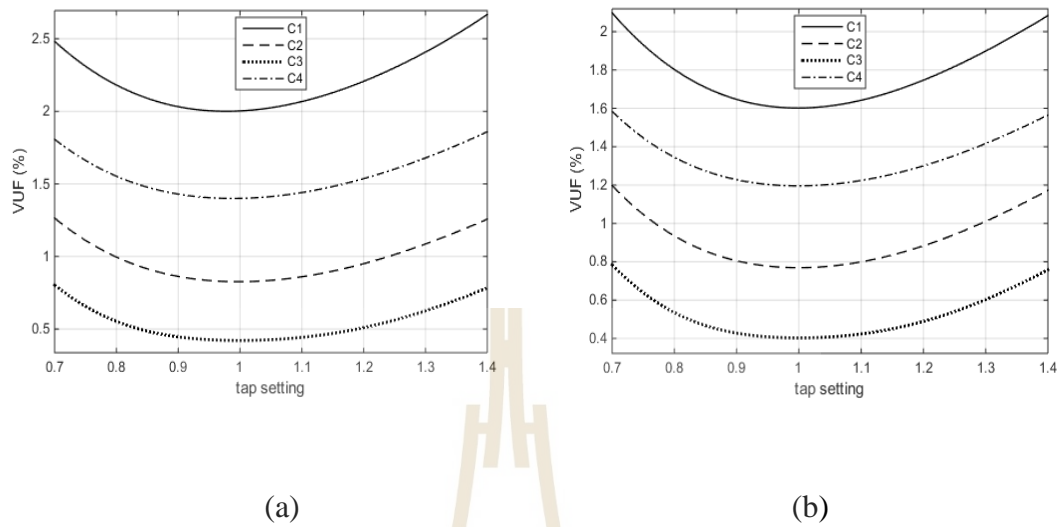 C1
C2
C3
C4
2.5
2
1.5
1
0.5
VUF (%)
0.7 0.8 0.9 1 1.1 1.2 1.3 1.4
tap setting
(a)
C1
C2
C3
C4
2
1.8
1.6
1.4
1.2
1
0.8
0.6
0.4
VUF (%)
0.7 0.8 0.9 1 1.1 1.2 1.3 1.4
tap setting
(b)